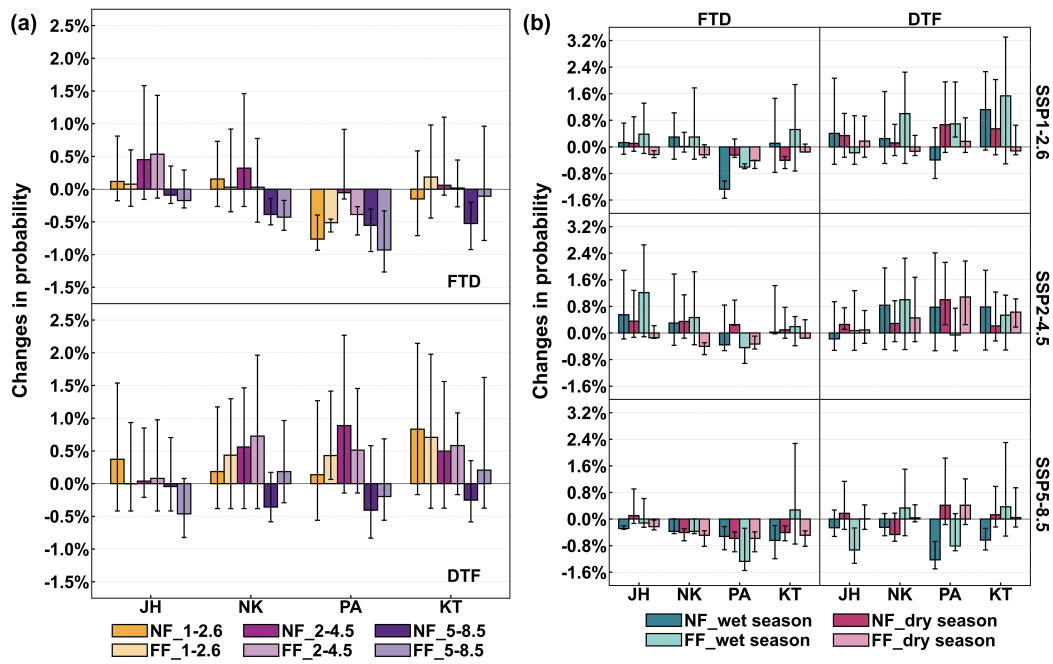 (a)
2.5%
2.0%
1.5%
1.0%
0.5%
0.0%
-0.5%
-1.0%
-1.5%
FTD
Changes in probability
2.5%
2.0%
1.5%
1.0%
0.5%
0.0%
-0.5%
-1.0%
-1.5%
DTF
JH NK PA KT
NF_1-2.6 NF_2-4.5 NF_5-8.5
FF_1-2.6 FF_2-4.5 FF_5-8.5
(b)
FTD DTF
3.2%
2.4%
1.6%
0.8%
0.0%
-0.8%
-1.6%
SSP1-2.6
Changes in probability
3.2%
2.4%
1.6%
0.8%
0.0%
-0.8%
-1.6%
SSP2-4.5
3.2%
2.4%
1.6%
0.8%
0.0%
-0.8%
-1.6%
SSP5-8.5
JH NK PA KT JH NK PA KT
NF_wet season NF_dry season
FF_wet season FF_dry season